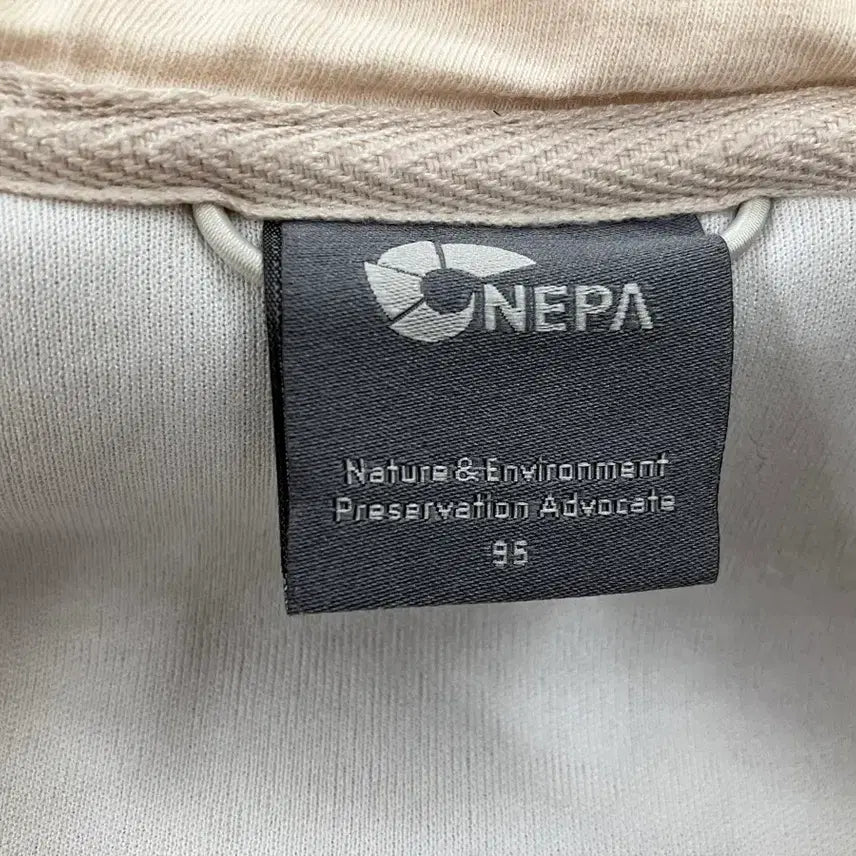 NEPA
Nature & Environment
Preservation Advocate
95